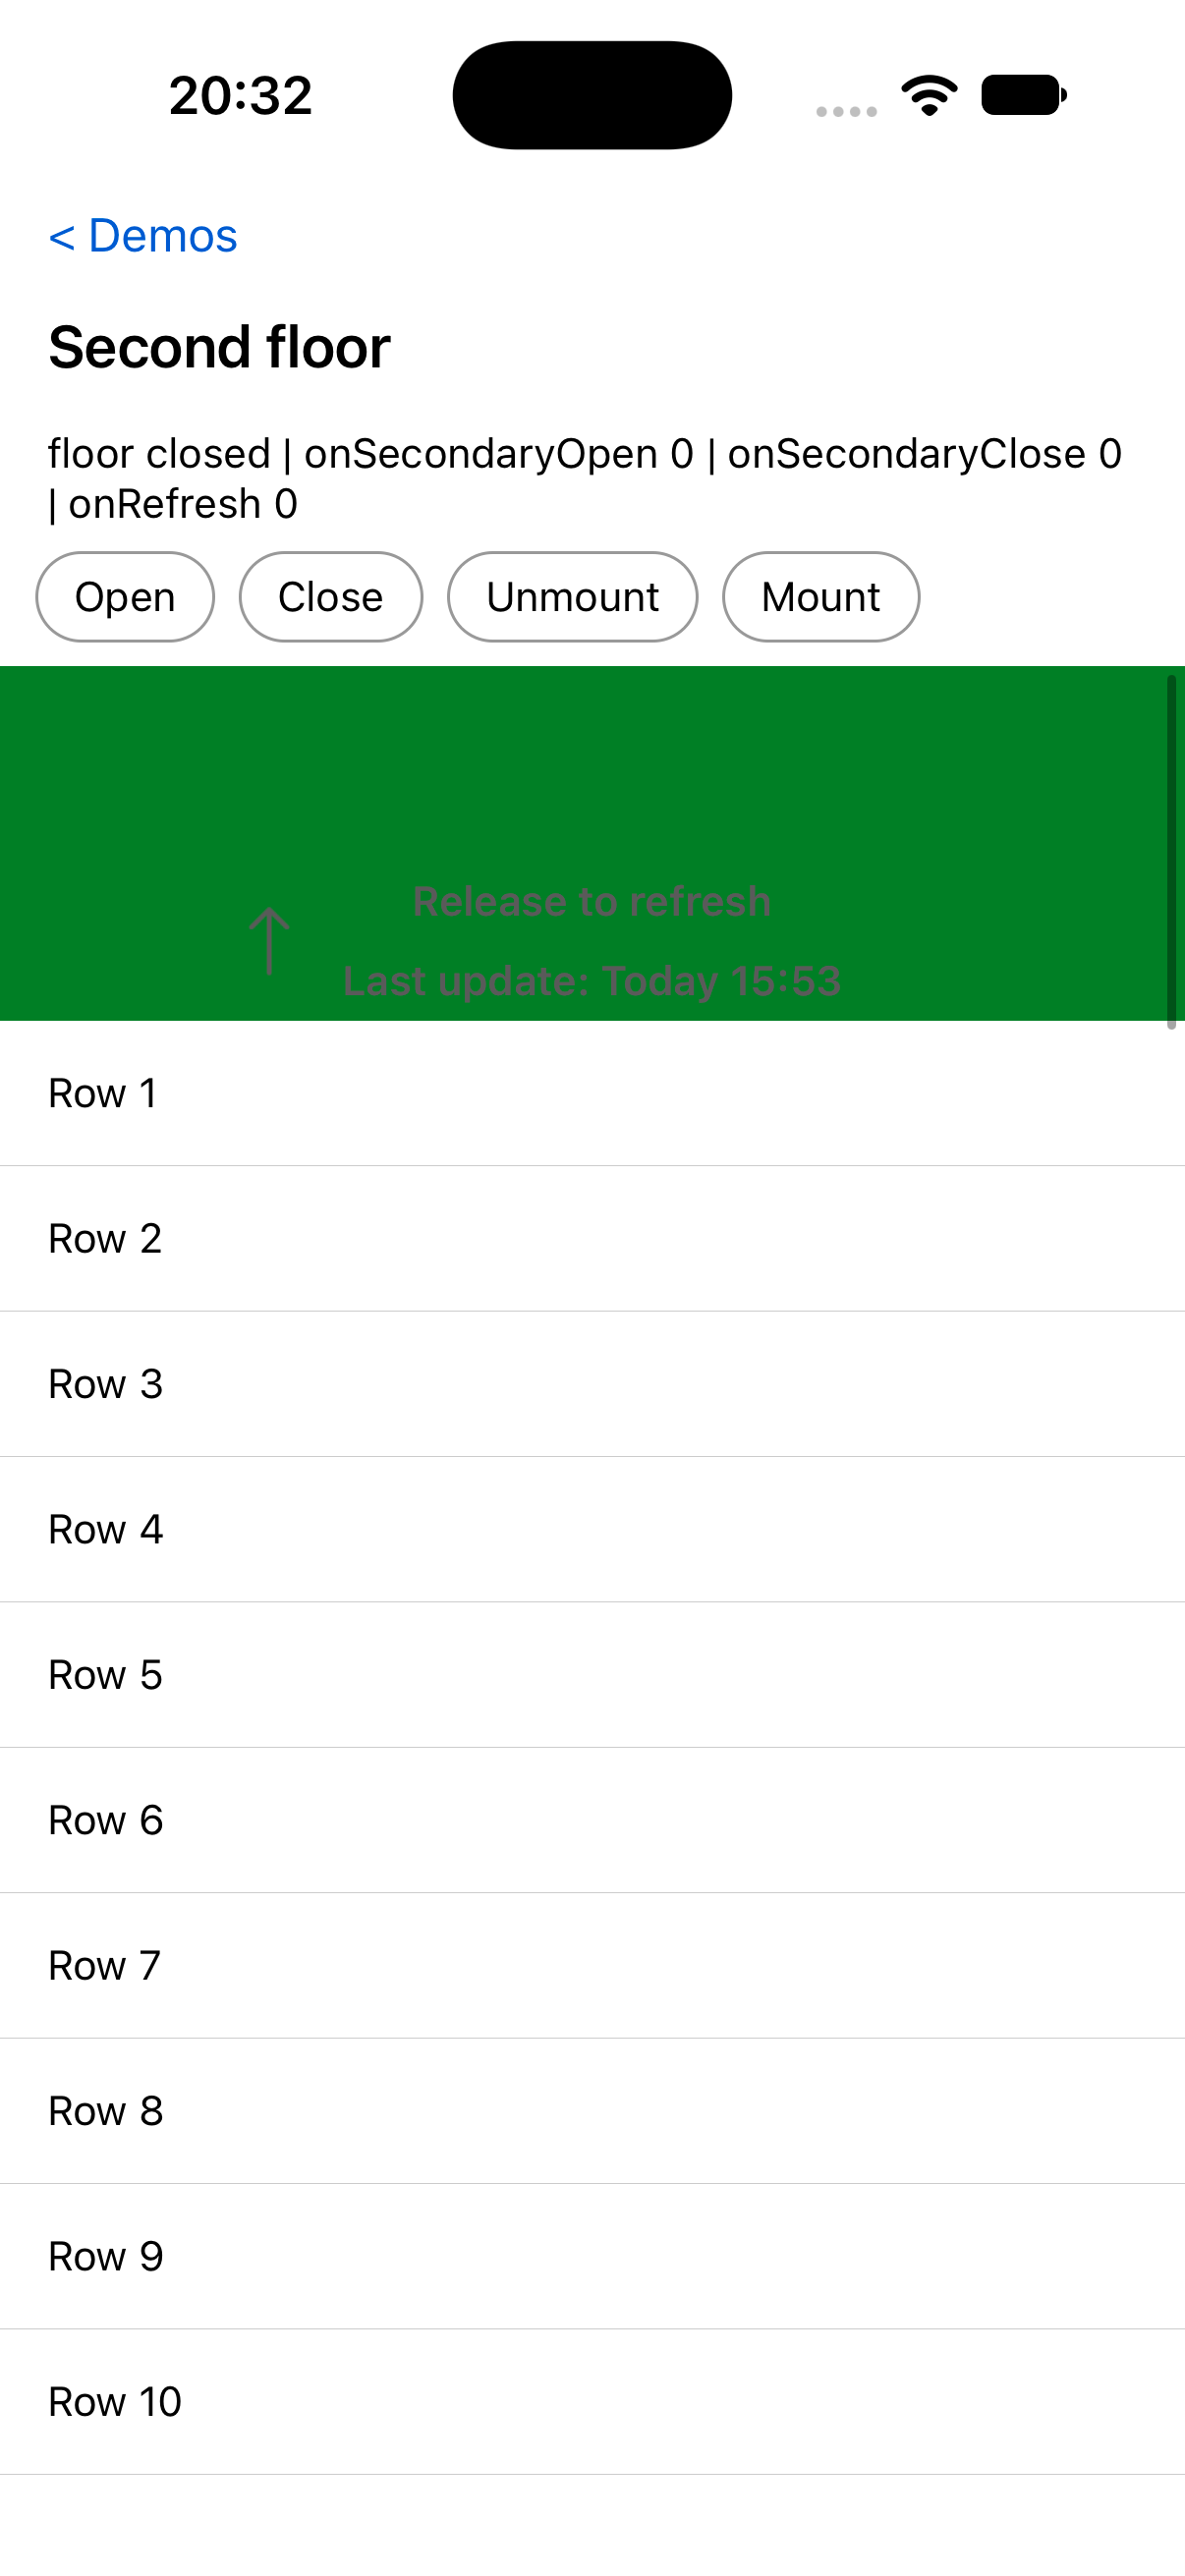 20:32
< Demos
Second floor
floor closed | onSecondaryOpen 0 | onSecondaryClose 0
| onRefresh 0
Open Close Unmount Mount
Release to refresh
Last update: Today 15:53
Row 1
Row 2
Row 3
Row 4
Row 5
Row 6
Row 7
Row 8
Row 9
Row 10